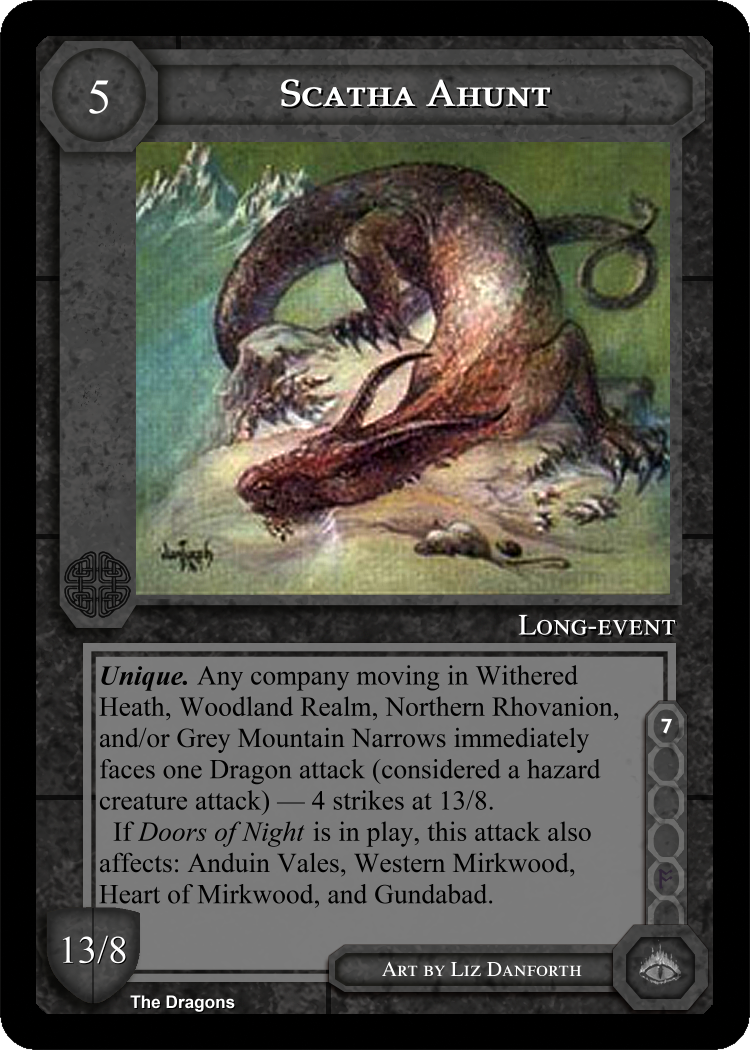 5
Scatha Ahunt
Danforth
Long-event
Unique. Any company moving in Withered
Heath, Woodland Realm, Northern Rhovanion,
and/or Grey Mountain Narrows immediately
faces one Dragon attack (considered a hazard
creature attack) — 4 strikes at 13/8.
If Doors of Night is in play, this attack also
affects: Anduin Vales, Western Mirkwood,
Heart of Mirkwood, and Gundabad.
7
13/8
Art by Liz Danforth
The Dragons